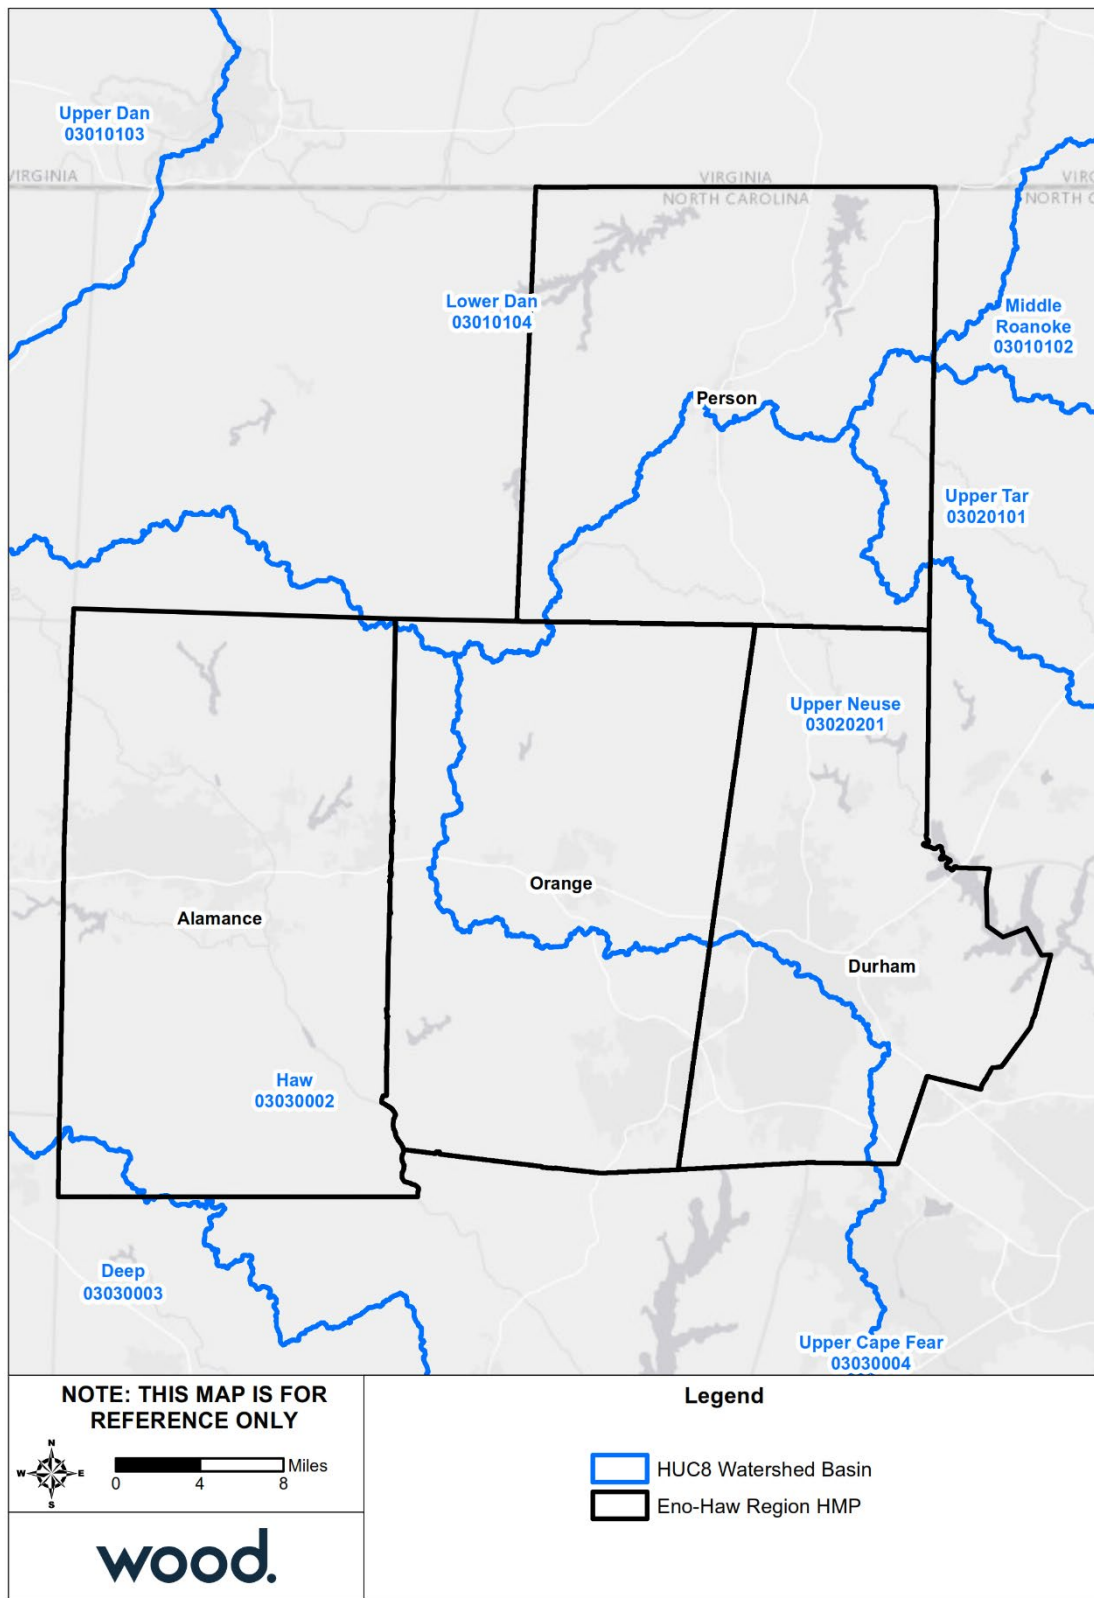 Upper Dan
03010103
VIRGINIA
VIRGINIA
NORTH CAROLINA
VIRG
NORTH C
Lower Dan
03010104
Middle
Roanoke
03010102
Person
Upper Tar
03020101
Upper Neuse
03020201
Orange
Alamance
Durham
Haw
03030002
Deep
03030003
Upper Cape Fear
03030004
NOTE: THIS MAP IS FOR
REFERENCE ONLY
N
W E
S
Miles
0 4 8
wood.
Legend
HUC8 Watershed Basin
Eno-Haw Region HMP